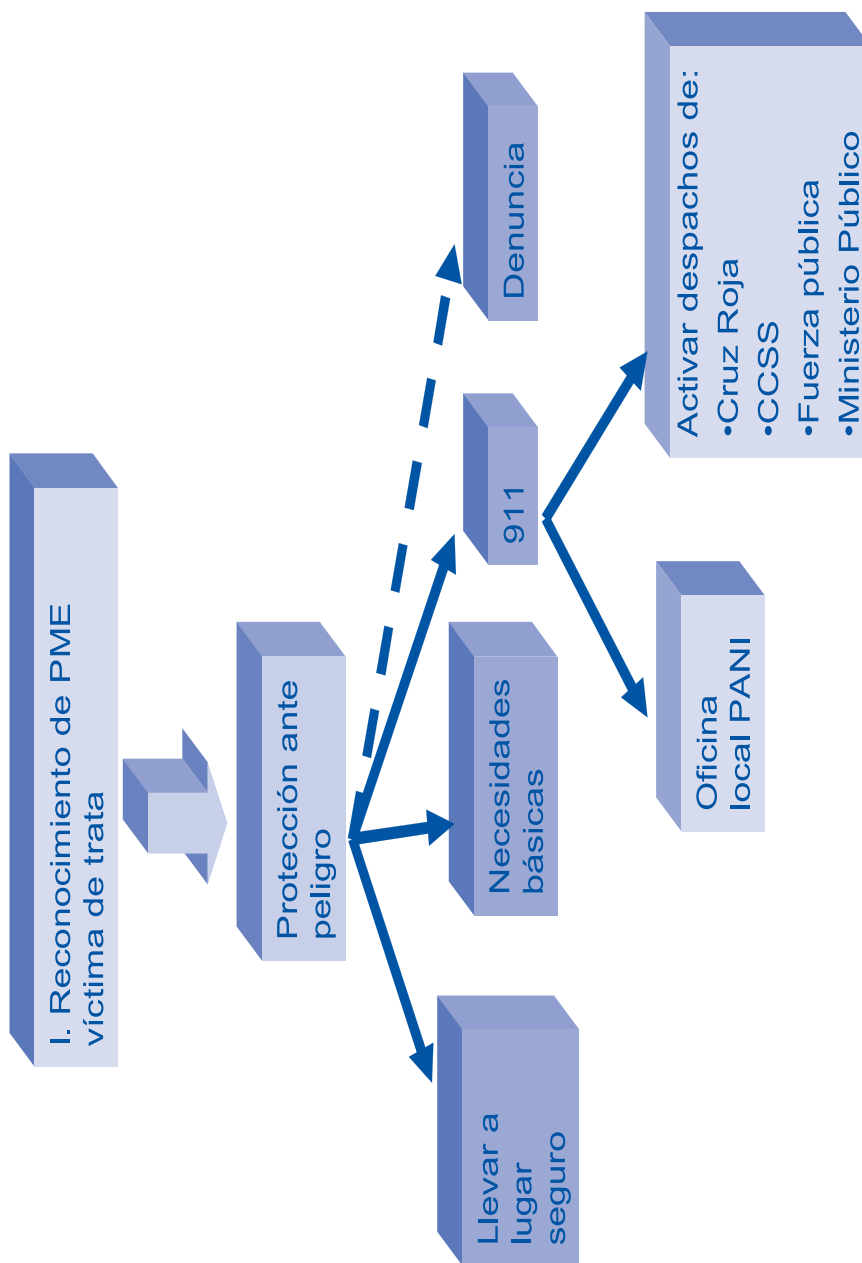 I. Reconocimiento de PME
víctima de trata
Protección ante
peligro
Llevar a
lugar
seguro
Necesidades
básicas
911
Denuncia
Oficina
local PANI
Activar despachos de:
•Cruz Roja
•CCSS
•Fuerza pública
•Ministerio Público